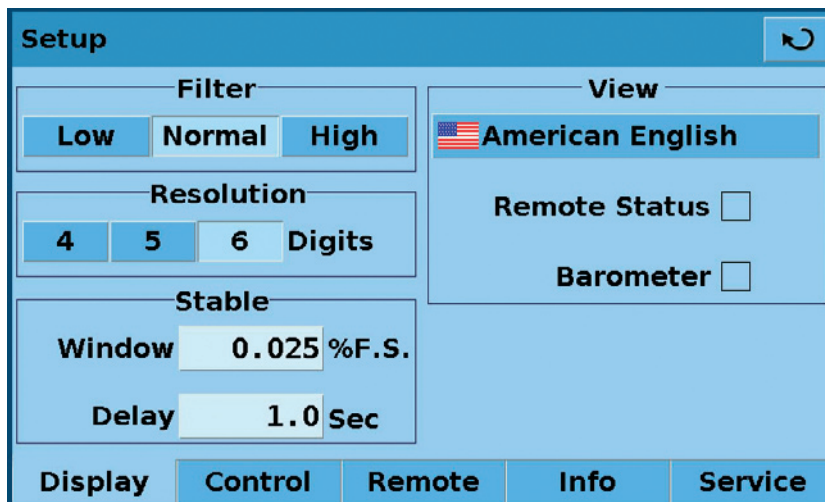 Setup
Filter
Low Normal High
Resolution
4 5 6 Digits
Stable
Window 0.025 %F.S.
Delay 1.0 Sec
View
American English
Remote Status
Barometer
Display Control Remote Info Service